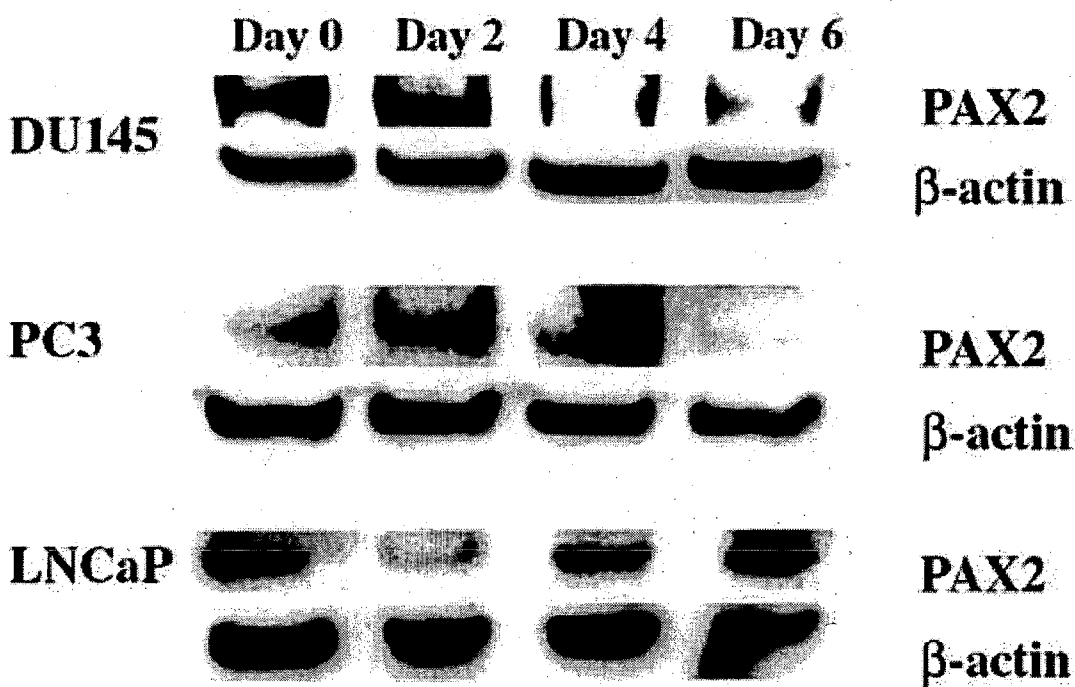 Day 0 Day 2 Day 4 Day 6
DU145 PAX2
β-actin
PC3 PAX2
β-actin
LNCaP PAX2
β-actin